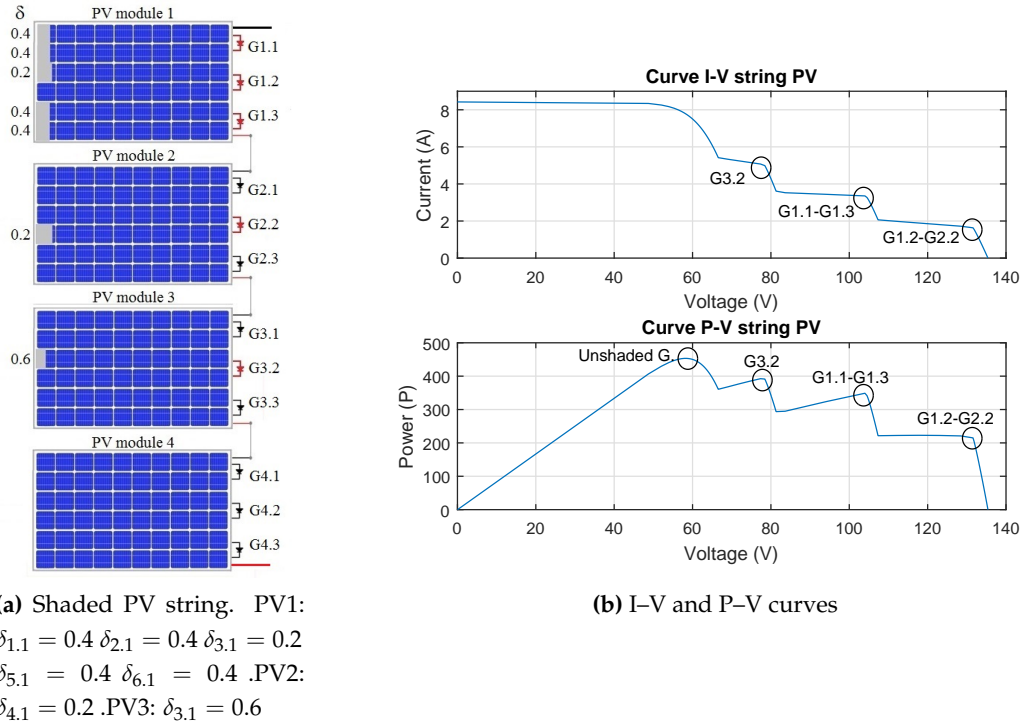 δ
PV module 1
0.4
0.4
0.2
0.4
0.4
G1.1
G1.2
G1.3
PV module 2
0.2
G2.1
G2.2
G2.3
PV module 3
0.6
G3.1
G3.2
G3.3
PV module 4
G4.1
G4.2
G4.3
(a) Shaded PV string. PV1:
δ1.1 = 0.4 δ2.1 = 0.4 δ3.1 = 0.2
δ5.1 = 0.4 δ6.1 = 0.4 .PV2:
δ4.1 = 0.2 .PV3: δ3.1 = 0.6
Curve I-V string PV
Current (A)
8
6
4
2
0
G3.2
G1.1-G1.3
G1.2-G2.2
0 20 40 60 80 100 120 140
Voltage (V)
Curve P-V string PV
Power (P)
500
400
300
200
100
0
Unshaded G.
G3.2
G1.1-G1.3
G1.2-G2.2
0 20 40 60 80 100 120 140
Voltage (V)
(b) I–V and P–V curves